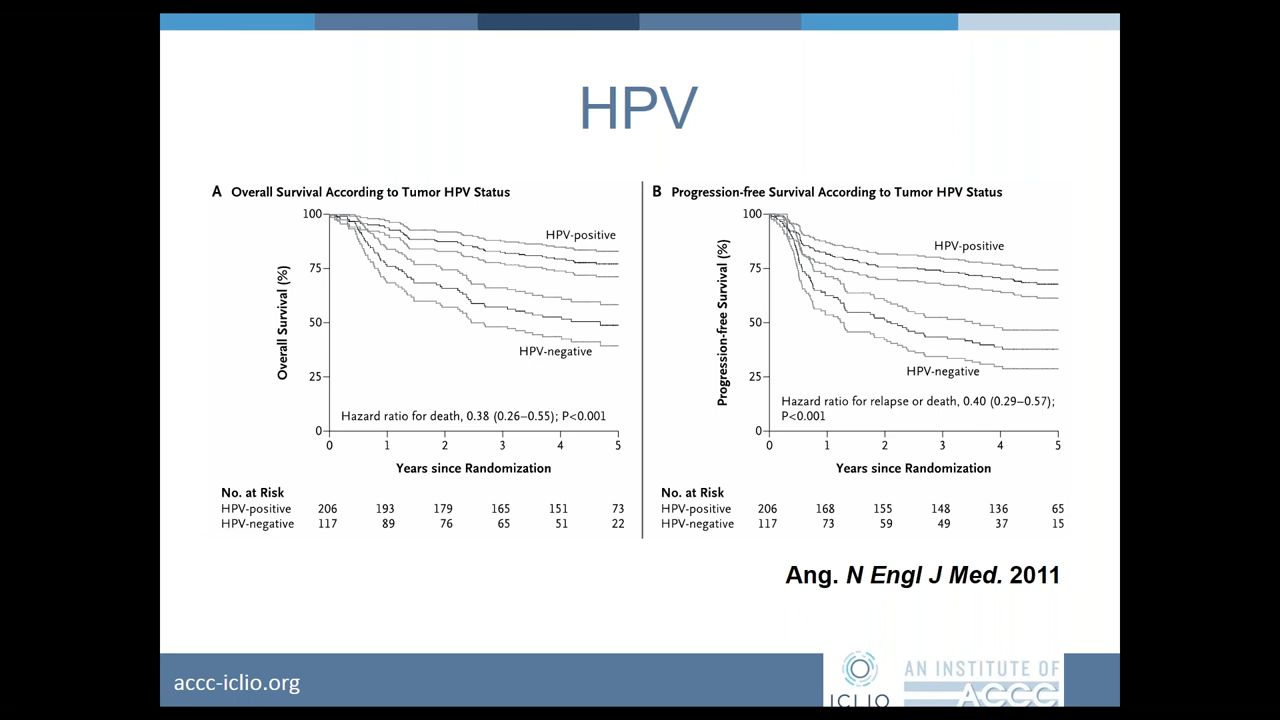 HPV
A Overall Survival According to Tumor HPV Status
100
75
50
25
0
Overall Survival (%)
HPV-positive
HPV-negative
Hazard ratio for death, 0.38 (0.26–0.55); P<0.001
0 1 2 3 4 5
Years since Randomization
No. at Risk
HPV-positive 206 193 179 165 151 73
HPV-negative 117 89 76 65 51 22
B Progression-free Survival According to Tumor HPV Status
100
75
50
25
0
Progression-free Survival (%)
HPV-positive
HPV-negative
Hazard ratio for relapse or death, 0.40 (0.29–0.57);
P<0.001
0 1 2 3 4 5
Years since Randomization
No. at Risk
HPV-positive 206 168 155 148 136 65
HPV-negative 117 73 59 49 37 15
Ang. N Engl J Med. 2011
accc-iclio.org
ICLIO
AN INSTITUTE OF
ACCC